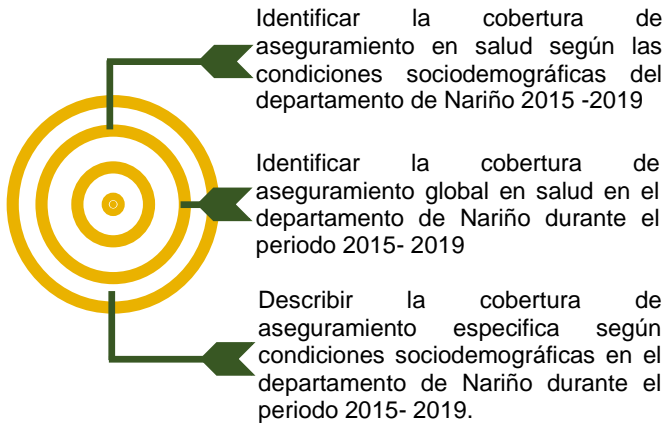 Identificar la cobertura de
aseguramiento en salud según las
condiciones sociodemográficas del
departamento de Nariño 2015 -2019
Identificar la cobertura de
aseguramiento global en salud en el
departamento de Nariño durante el
periodo 2015- 2019
Describir la cobertura de
aseguramiento especifica según
condiciones sociodemográficas en el
departamento de Nariño durante el
periodo 2015- 2019.